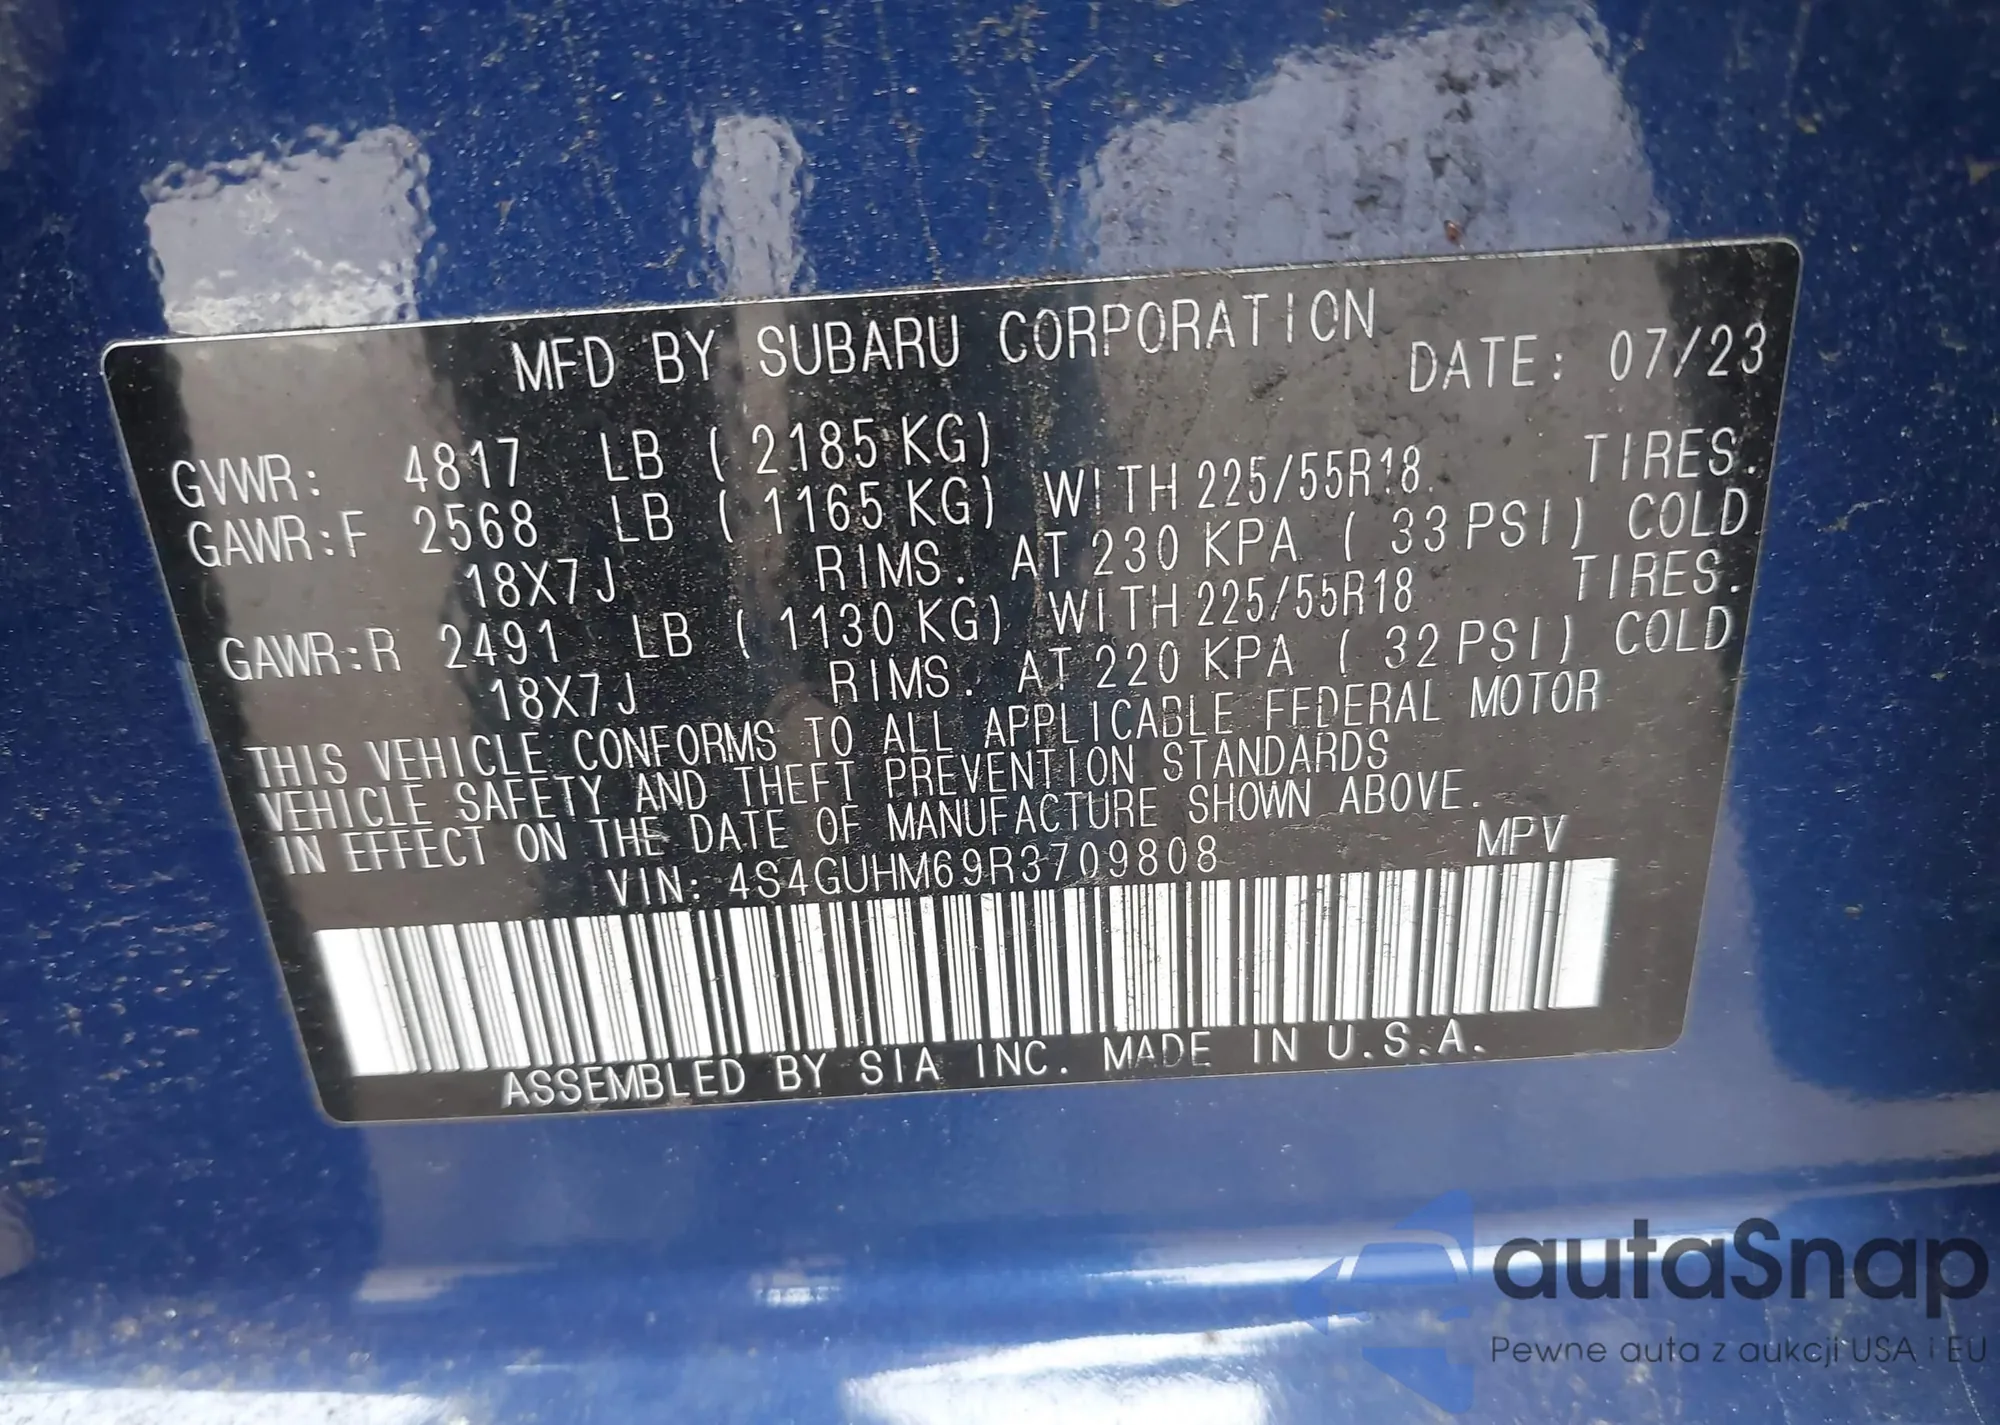 MFD BY SUBARU CORPORATION DATE: 07/23
GVWR: 4817 LB ( 2185 KG)
GAWR:F 2568 LB ( 1165 KG) WITH 225/55R18 TIRES.
18X7J RIMS. AT 230 KPA ( 33 PSI) COLD
GAWR:R 2491 LB ( 1130 KG) WITH 225/55R18 TIRES.
18X7J RIMS. AT 220 KPA ( 32 PSI) COLD
THIS VEHICLE CONFORMS TO ALL APPLICABLE FEDERAL MOTOR
VEHICLE SAFETY AND THEFT PREVENTION STANDARDS
IN EFFECT ON THE DATE OF MANUFACTURE SHOWN ABOVE.
VIN: 4S4GUHM69R3709808 MPV
ASSEMBLED BY SIA INC. MADE IN U.S.A.
autaSnap
Pewne auta z aukcji USA i EU